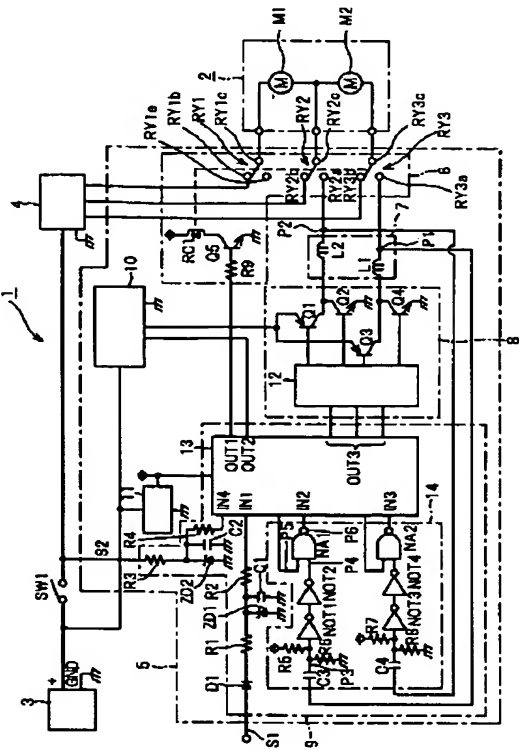 1
SW1
3
+
GND
4
10
2
M1
M
M2
M
RY1a
RY1b
RY1
RY1c
RY2
RY2c
RY2b
RY2a
RY3b
RY3c
RY3
RY3a
6
7
P2
P1
L2
L1
RC1
Q5
R9
Q1
Q2
Q3
Q4
8
12
13
OUT1
OUT2
OUT3
IN4
IN1
IN2
IN3
11
S2
R4
R3
C2
ZD2
5
R2
C1
ZD1
R1
D1
S1
9
14
P5
NA1
P6
P4
NA2
NOT1
NOT2
NOT3
NOT4
R5
R6
C3
P3
R7
R8
C4